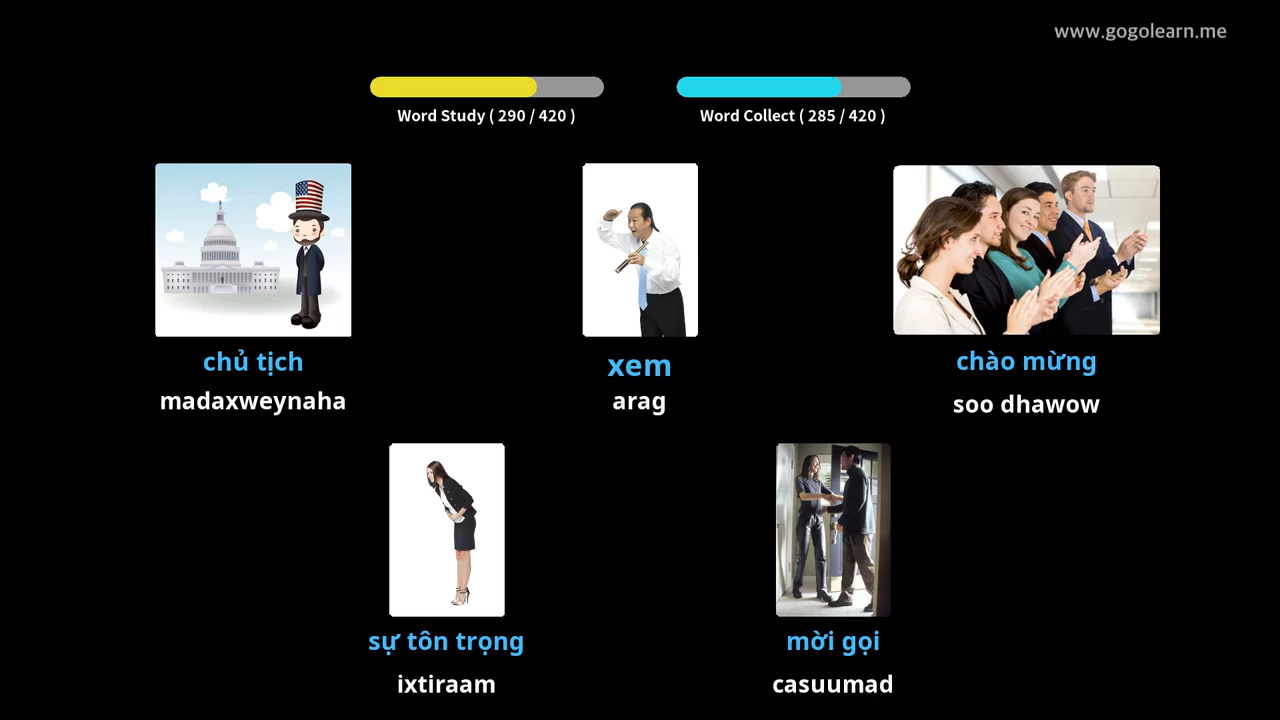 www.gogolearn.me
Word Study ( 290 / 420 )
Word Collect ( 285 / 420 )
chủ tịch
madaxweynaha
xem
arag
chào mừng
soo dhawow
sự tôn trọng
ixtiraam
mời gọi
casuumad